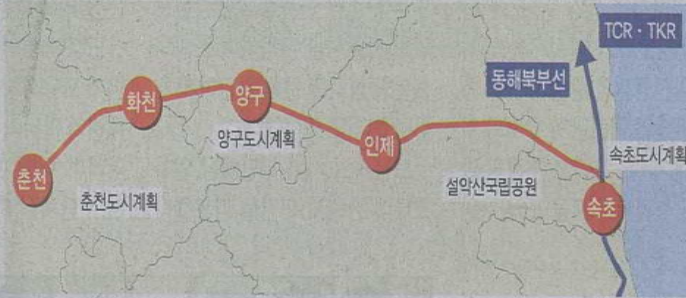 TCR · TKR
동해북부선
화천
양구
양구도시계획
인제
속초도시계획
춘천
춘천도시계획
설악산국립공원
속초